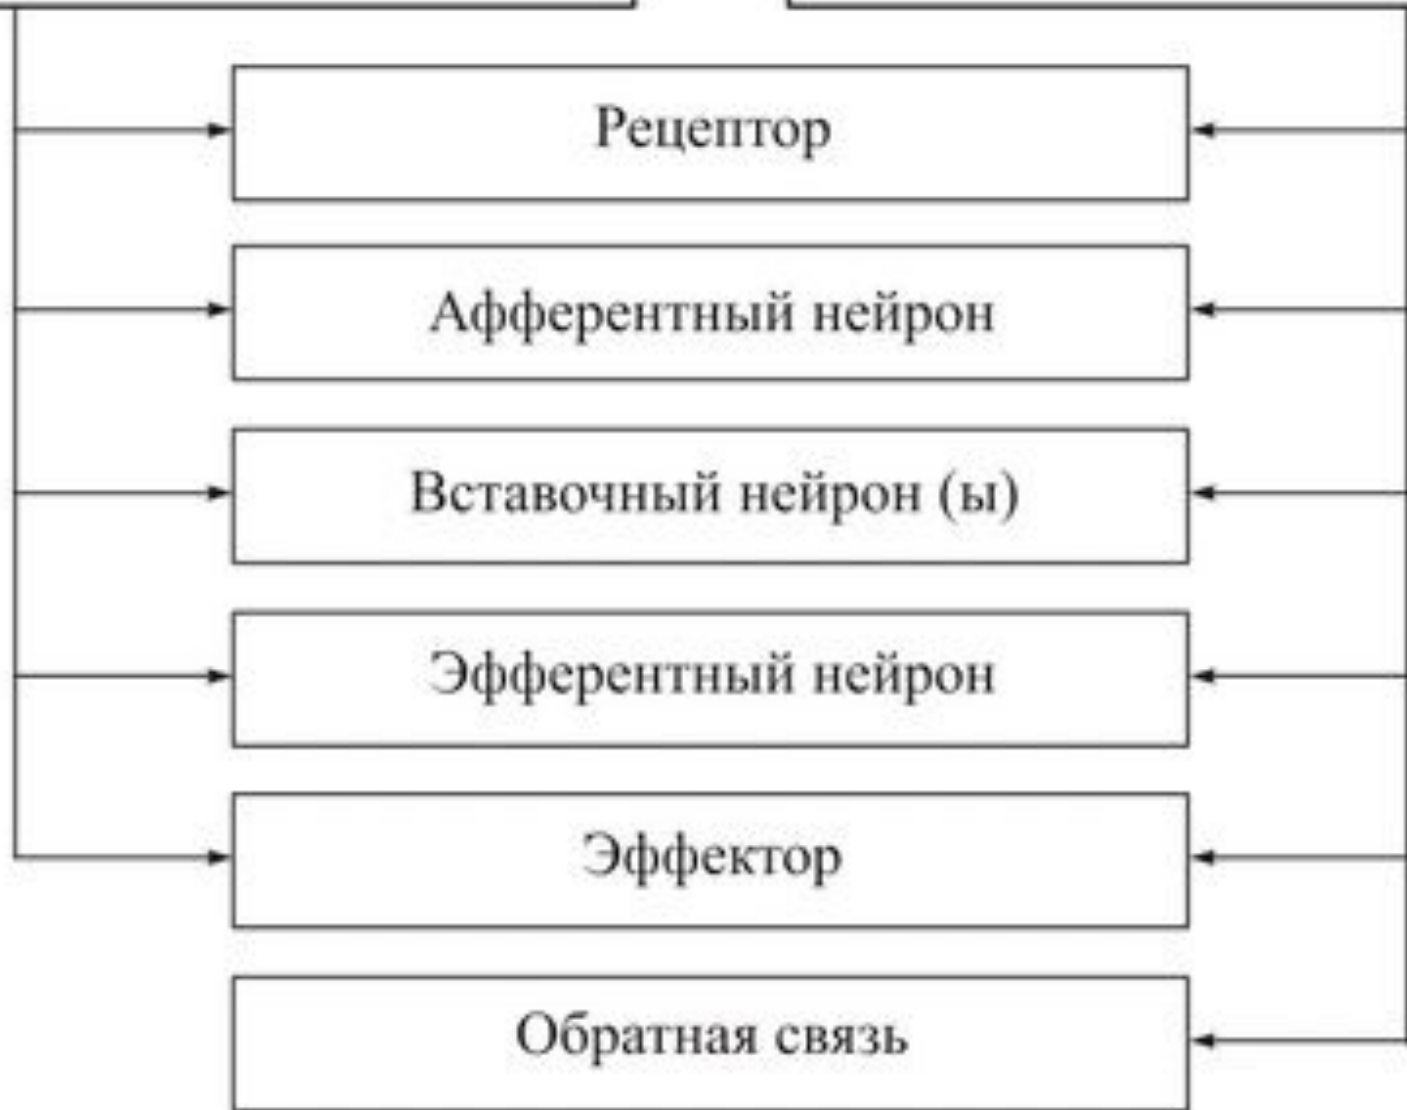 Рецептор
Афферентный нейрон
Вставочный нейрон (ы)
Эфферентный нейрон
Эффектор
Обратная связь